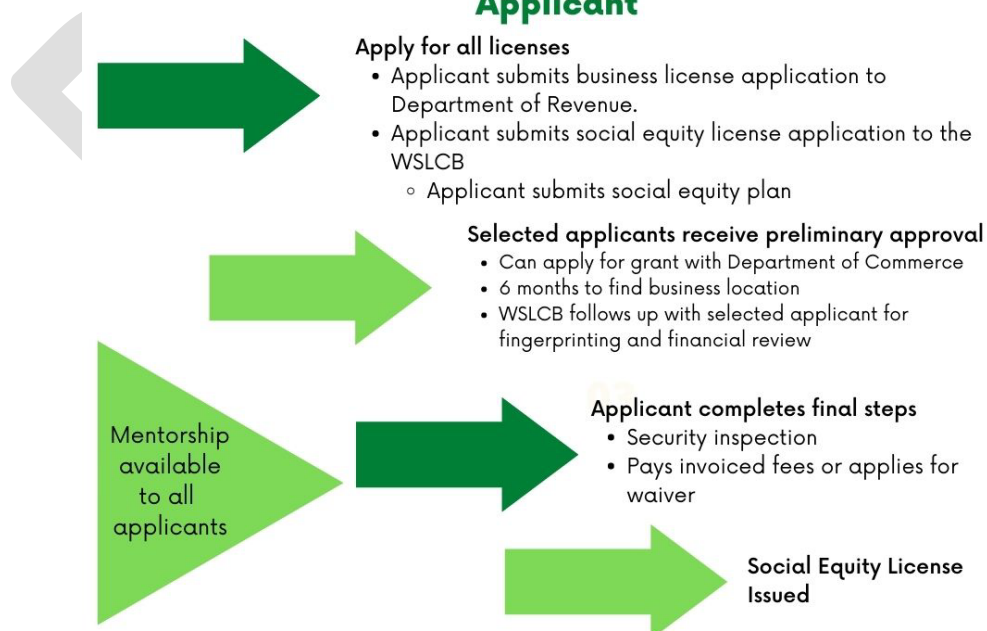 Applicant
Apply for all licenses
• Applicant submits business license application to
Department of Revenue.
• Applicant submits social equity license application to the
WSLCB
◦ Applicant submits social equity plan
Selected applicants receive preliminary approval
• Can apply for grant with Department of Commerce
• 6 months to find business location
• WSLCB follows up with selected applicant for
fingerprinting and financial review
Mentorship
available
to all
applicants
03
Applicant completes final steps
• Security inspection
• Pays invoiced fees or applies for
waiver
Social Equity License
Issued